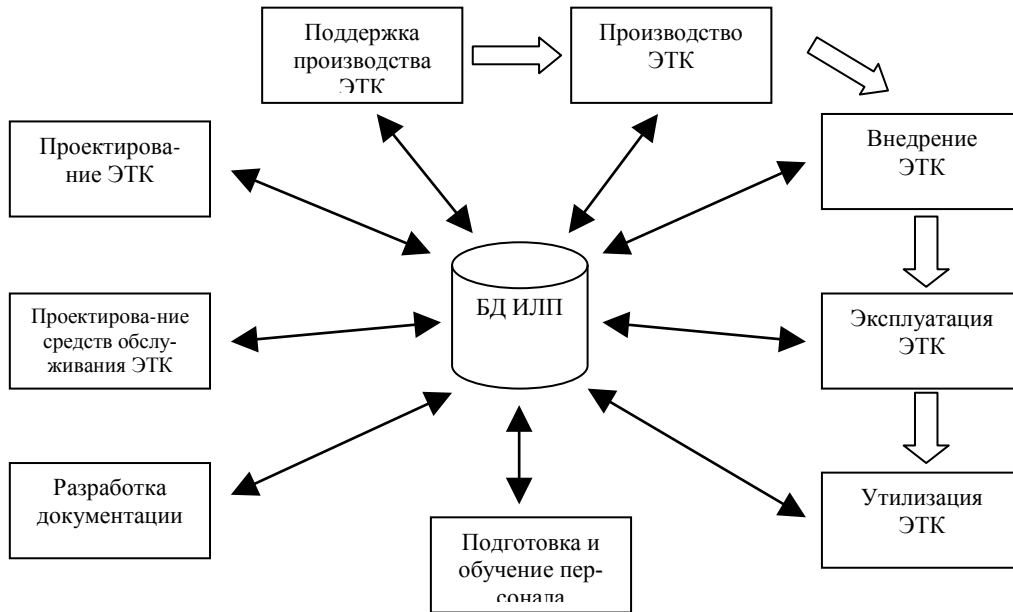 Поддержка
производства
ЭТК
Производство
ЭТК
Проектирова-
ние ЭТК
Внедрение
ЭТК
БД ИЛП
Проектирова-ние
средств обслу-
живания ЭТК
Эксплуатация
ЭТК
Разработка
документации
Подготовка и
обучение пер-
сонала
Утилизация
ЭТК